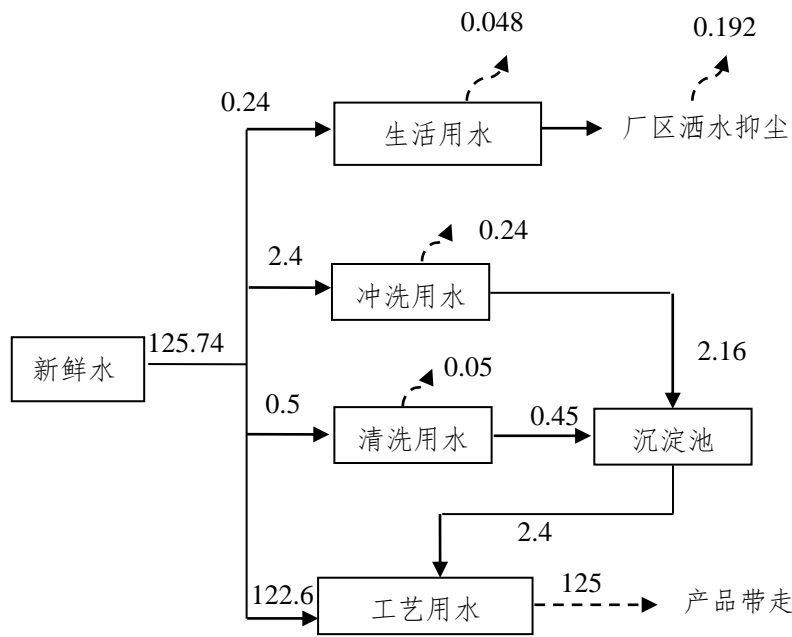 0.048
0.192
0.24
生活用水
厂区洒水抑尘
0.24
2.4
冲洗用水
125.74
新鲜水
2.16
0.05
0.5
0.45
清洗用水
沉淀池
2.4
122.6
工艺用水
125
产品带走